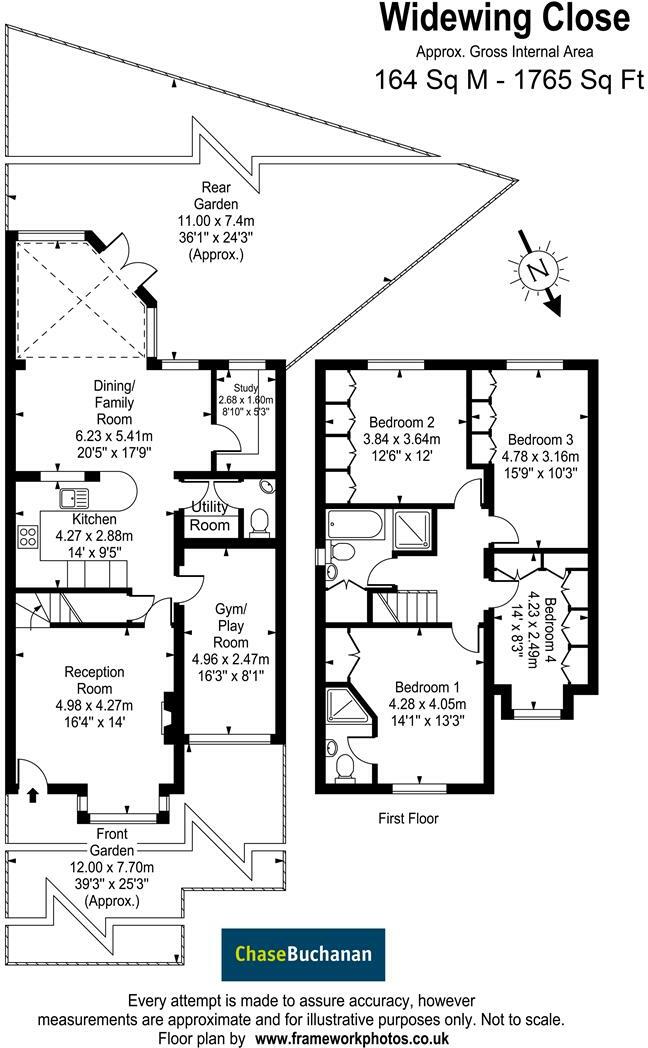 Widewing Close
Approx. Gross Internal Area
164 Sq M - 1765 Sq Ft
Rear
Garden
11.00 x 7.4m
36'1" x 24'3"
(Approx.)
N
Dining/
Family
Room
6.23 x 5.41m
20'5" x 17'9"
Study
2.68 x 1.60m
8'10" x 5'3"
Kitchen
4.27 x 2.88m
14' x 9'5"
Utility
Room
Gym/
Play
Room
4.96 x 2.47m
16'3" x 8'1"
Reception
Room
4.98 x 4.27m
16'4" x 14'
Front
Garden
12.00 x 7.70m
39'3" x 25'3"
(Approx.)
Bedroom 2
3.84 x 3.64m
12'6" x 12'
Bedroom 3
4.78 x 3.16m
15'9" x 10'3"
Bedroom 4
4.23 x 2.49m
14' x 8'3"
Bedroom 1
4.28 x 4.05m
14'1" x 13'3"
First Floor
ChaseBuchanan
Every attempt is made to assure accuracy, however
measurements are approximate and for illustrative purposes only. Not to scale.
Floor plan by www.frameworkphotos.co.uk